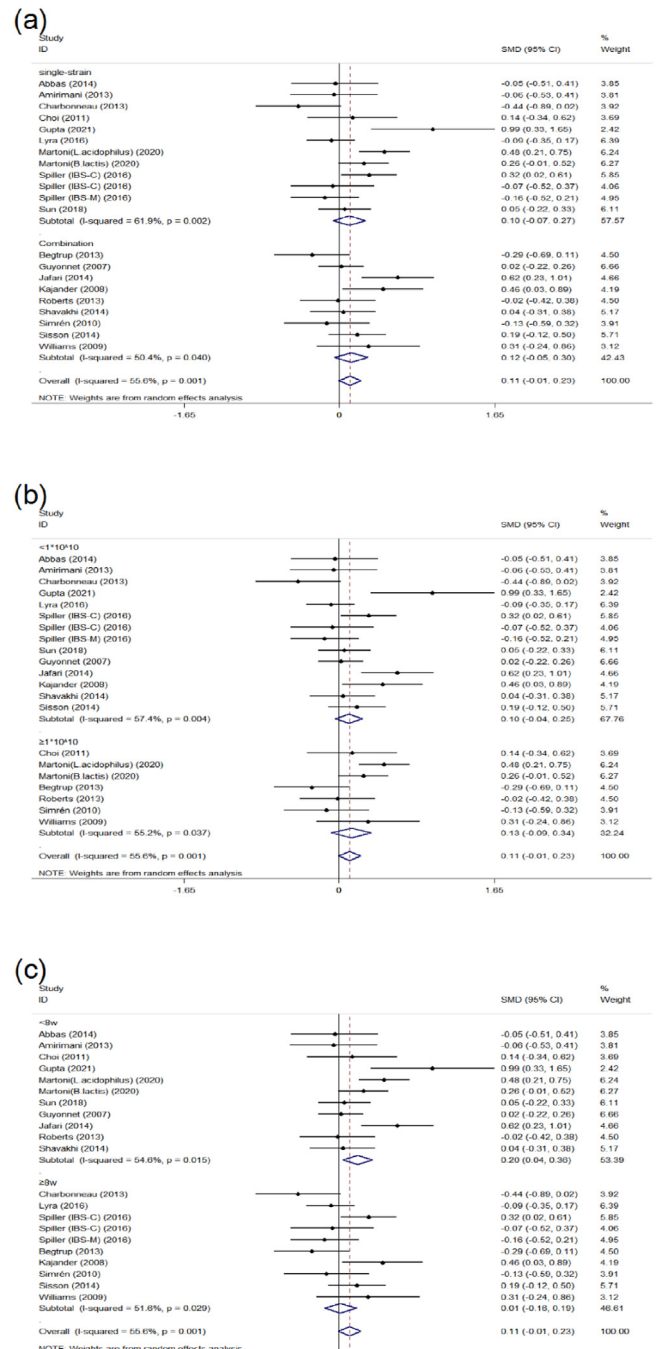 (a)
Study %
ID SMD (95% CI) Weight
single-strain
Abbas (2014) -0.05 (-0.51, 0.41) 3.85
Amirimani (2013) -0.06 (-0.53, 0.41) 3.81
Charbonneau (2013) -0.44 (-0.89, 0.02) 3.92
Choi (2011) 0.14 (-0.34, 0.62) 3.69
Gupta (2021) 0.99 (0.33, 1.65) 2.42
Lyra (2016) -0.09 (-0.35, 0.17) 6.39
Martoni(L.acidophilus) (2020) 0.48 (0.21, 0.75) 6.24
Martoni(B.lactis) (2020) 0.26 (-0.01, 0.52) 6.27
Spiller (IBS-C) (2016) 0.32 (0.02, 0.61) 5.85
Spiller (IBS-C) (2016) -0.07 (-0.52, 0.37) 4.06
Spiller (IBS-M) (2016) -0.16 (-0.52, 0.21) 4.95
Sun (2018) 0.05 (-0.22, 0.33) 6.11
Subtotal (I-squared = 61.9%, p = 0.002) 0.10 (-0.07, 0.27) 57.57
.
Combination
Begtrup (2013) -0.29 (-0.69, 0.11) 4.50
Guyonnet (2007) 0.02 (-0.22, 0.26) 6.66
Jafari (2014) 0.62 (0.23, 1.01) 4.66
Kajander (2008) 0.46 (0.03, 0.89) 4.19
Roberts (2013) -0.02 (-0.42, 0.38) 4.50
Shavakhi (2014) 0.04 (-0.31, 0.38) 5.17
Simrén (2010) -0.13 (-0.59, 0.32) 3.91
Sisson (2014) 0.19 (-0.12, 0.50) 5.71
Williams (2009) 0.31 (-0.24, 0.86) 3.12
Subtotal (I-squared = 50.4%, p = 0.040) 0.12 (-0.05, 0.30) 42.43
.
Overall (I-squared = 55.6%, p = 0.001) 0.11 (-0.01, 0.23) 100.00
NOTE: Weights are from random effects analysis
-1.65 0 1.65
(b)
Study %
ID SMD (95% CI) Weight
<1*10^10
Abbas (2014) -0.05 (-0.51, 0.41) 3.85
Amirimani (2013) -0.06 (-0.53, 0.41) 3.81
Charbonneau (2013) -0.44 (-0.89, 0.02) 3.92
Gupta (2021) 0.99 (0.33, 1.65) 2.42
Lyra (2016) -0.09 (-0.35, 0.17) 6.39
Spiller (IBS-C) (2016) 0.32 (0.02, 0.61) 5.85
Spiller (IBS-C) (2016) -0.07 (-0.52, 0.37) 4.06
Spiller (IBS-M) (2016) -0.16 (-0.52, 0.21) 4.95
Sun (2018) 0.05 (-0.22, 0.33) 6.11
Guyonnet (2007) 0.02 (-0.22, 0.26) 6.66
Jafari (2014) 0.62 (0.23, 1.01) 4.66
Kajander (2008) 0.46 (0.03, 0.89) 4.19
Shavakhi (2014) 0.04 (-0.31, 0.38) 5.17
Sisson (2014) 0.19 (-0.12, 0.50) 5.71
Subtotal (I-squared = 57.4%, p = 0.004) 0.10 (-0.04, 0.25) 67.76
.
≥1*10^10
Choi (2011) 0.14 (-0.34, 0.62) 3.69
Martoni(L.acidophilus) (2020) 0.48 (0.21, 0.75) 6.24
Martoni(B.lactis) (2020) 0.26 (-0.01, 0.52) 6.27
Begtrup (2013) -0.29 (-0.69, 0.11) 4.50
Roberts (2013) -0.02 (-0.42, 0.38) 4.50
Simrén (2010) -0.13 (-0.59, 0.32) 3.91
Williams (2009) 0.31 (-0.24, 0.86) 3.12
Subtotal (I-squared = 55.2%, p = 0.037) 0.13 (-0.09, 0.34) 32.24
.
Overall (I-squared = 55.6%, p = 0.001) 0.11 (-0.01, 0.23) 100.00
NOTE: Weights are from random effects analysis
-1.65 0 1.65
(c)
Study %
ID SMD (95% CI) Weight
<8w
Abbas (2014) -0.05 (-0.51, 0.41) 3.85
Amirimani (2013) -0.06 (-0.53, 0.41) 3.81
Choi (2011) 0.14 (-0.34, 0.62) 3.69
Gupta (2021) 0.99 (0.33, 1.65) 2.42
Martoni(L.acidophilus) (2020) 0.48 (0.21, 0.75) 6.24
Martoni(B.lactis) (2020) 0.26 (-0.01, 0.52) 6.27
Sun (2018) 0.05 (-0.22, 0.33) 6.11
Guyonnet (2007) 0.02 (-0.22, 0.26) 6.66
Jafari (2014) 0.62 (0.23, 1.01) 4.66
Roberts (2013) -0.02 (-0.42, 0.38) 4.50
Shavakhi (2014) 0.04 (-0.31, 0.38) 5.17
Subtotal (I-squared = 54.6%, p = 0.015) 0.20 (0.04, 0.36) 53.39
.
≥8w
Charbonneau (2013) -0.44 (-0.89, 0.02) 3.92
Lyra (2016) -0.09 (-0.35, 0.17) 6.39
Spiller (IBS-C) (2016) 0.32 (0.02, 0.61) 5.85
Spiller (IBS-C) (2016) -0.07 (-0.52, 0.37) 4.06
Spiller (IBS-M) (2016) -0.16 (-0.52, 0.21) 4.95
Begtrup (2013) -0.29 (-0.69, 0.11) 4.50
Kajander (2008) 0.46 (0.03, 0.89) 4.19
Simrén (2010) -0.13 (-0.59, 0.32) 3.91
Sisson (2014) 0.19 (-0.12, 0.50) 5.71
Williams (2009) 0.31 (-0.24, 0.86) 3.12
Subtotal (I-squared = 51.6%, p = 0.029) 0.01 (-0.16, 0.19) 46.61
.
Overall (I-squared = 55.6%, p = 0.001) 0.11 (-0.01, 0.23) 100.00
NOTE: Weights are from random effects analysis